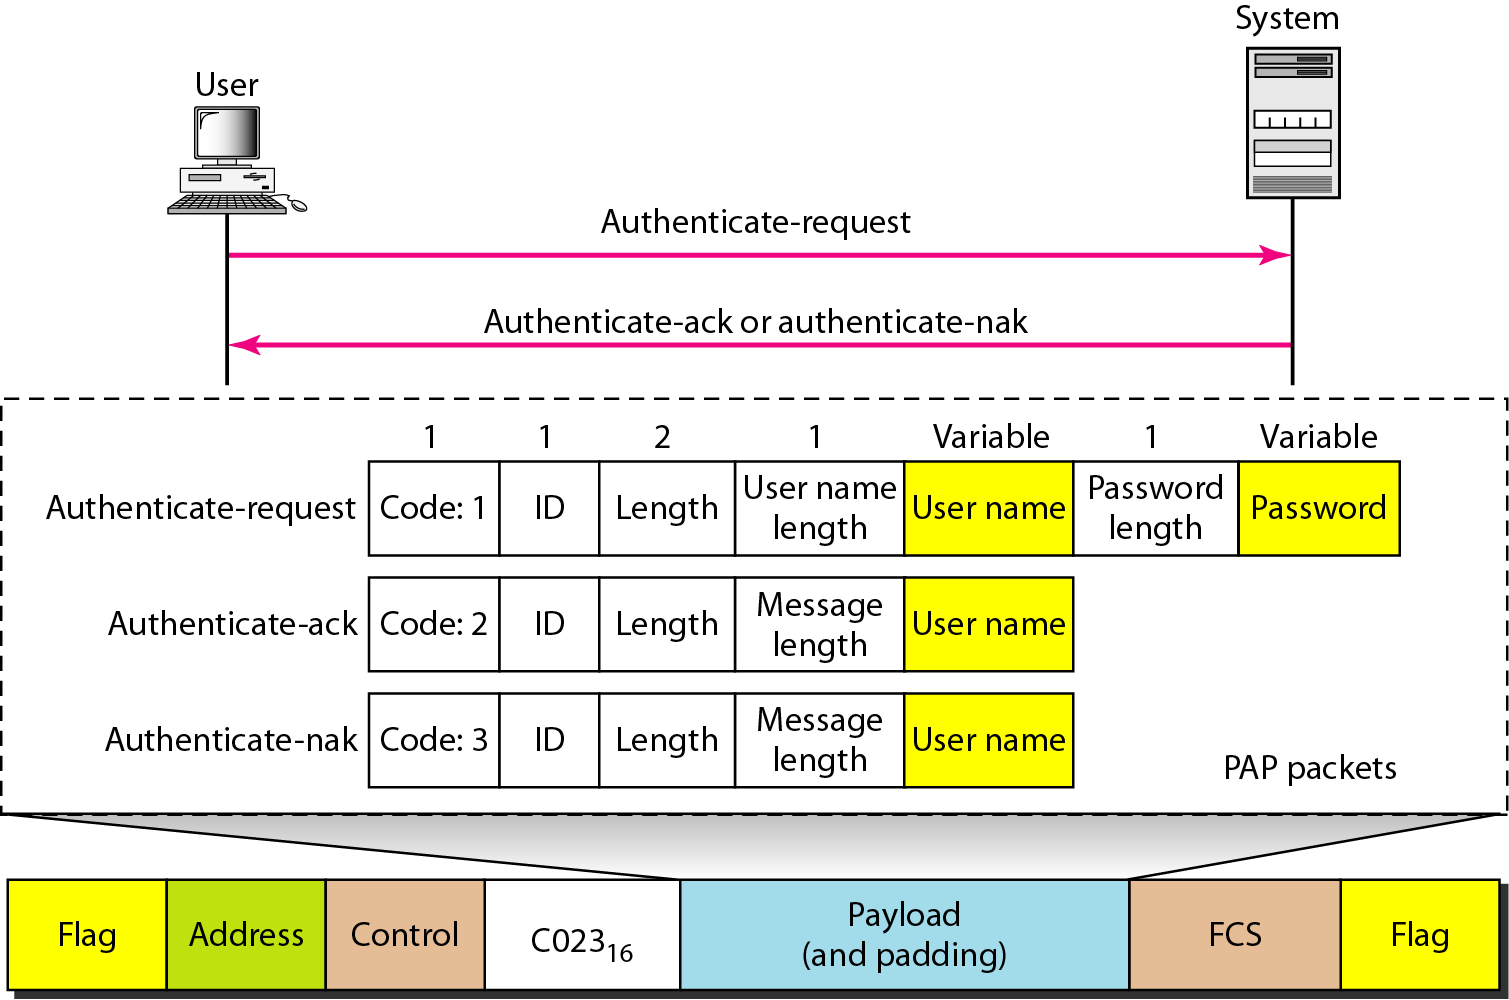 System
User
Authenticate-request
Authenticate-ack or authenticate-nak
1 1 2 1 Variable 1 Variable
Authenticate-request Code: 1 ID Length User name length User name Password length Password
Authenticate-ack Code: 2 ID Length Message length User name
Authenticate-nak Code: 3 ID Length Message length User name
PAP packets
Flag Address Control C023₁₆ Payload (and padding) FCS Flag